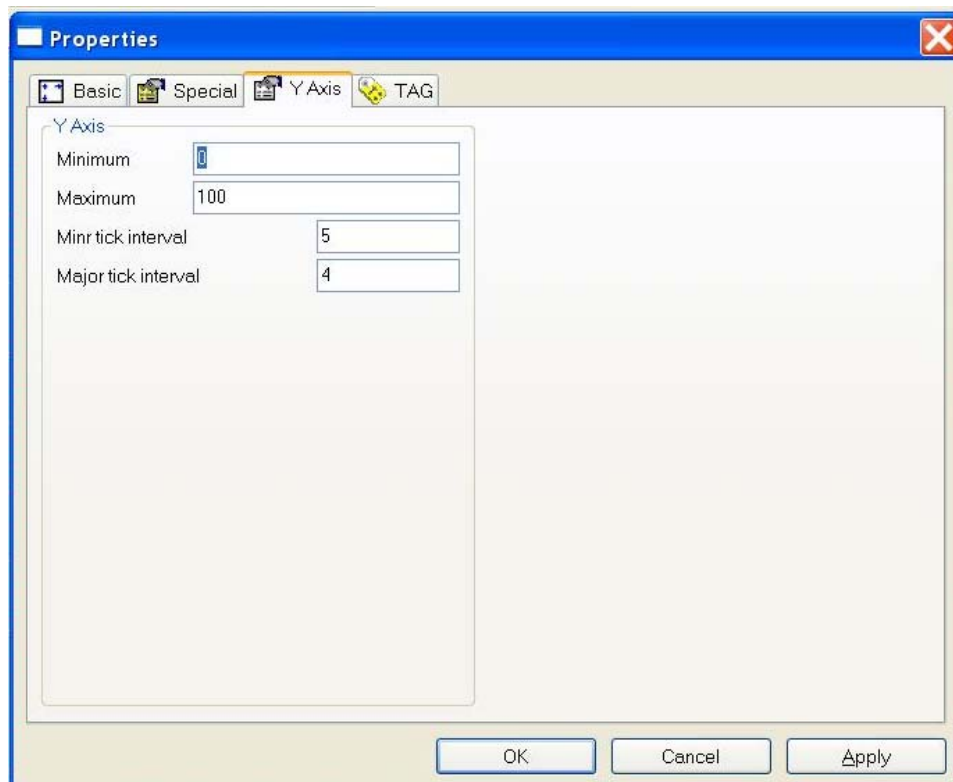 Properties
Basic Special Y Axis TAG
Y Axis
Minimum 0
Maximum 100
Minr tick interval 5
Major tick interval 4
OK Cancel Apply